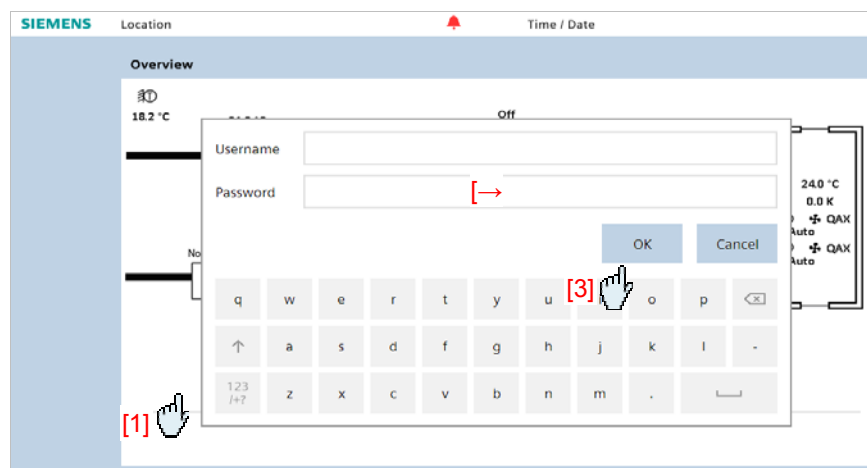 SIEMENS Location Time / Date
Overview
18.2 °C
Off
Username
Password [→
24.0 °C
0.0 K
QAX
Auto
QAX
Auto
No
OK Cancel
[3]
q w e r t y u o p
a s d f g h j k l -
123
/+?
z x c v b n m .
[1]